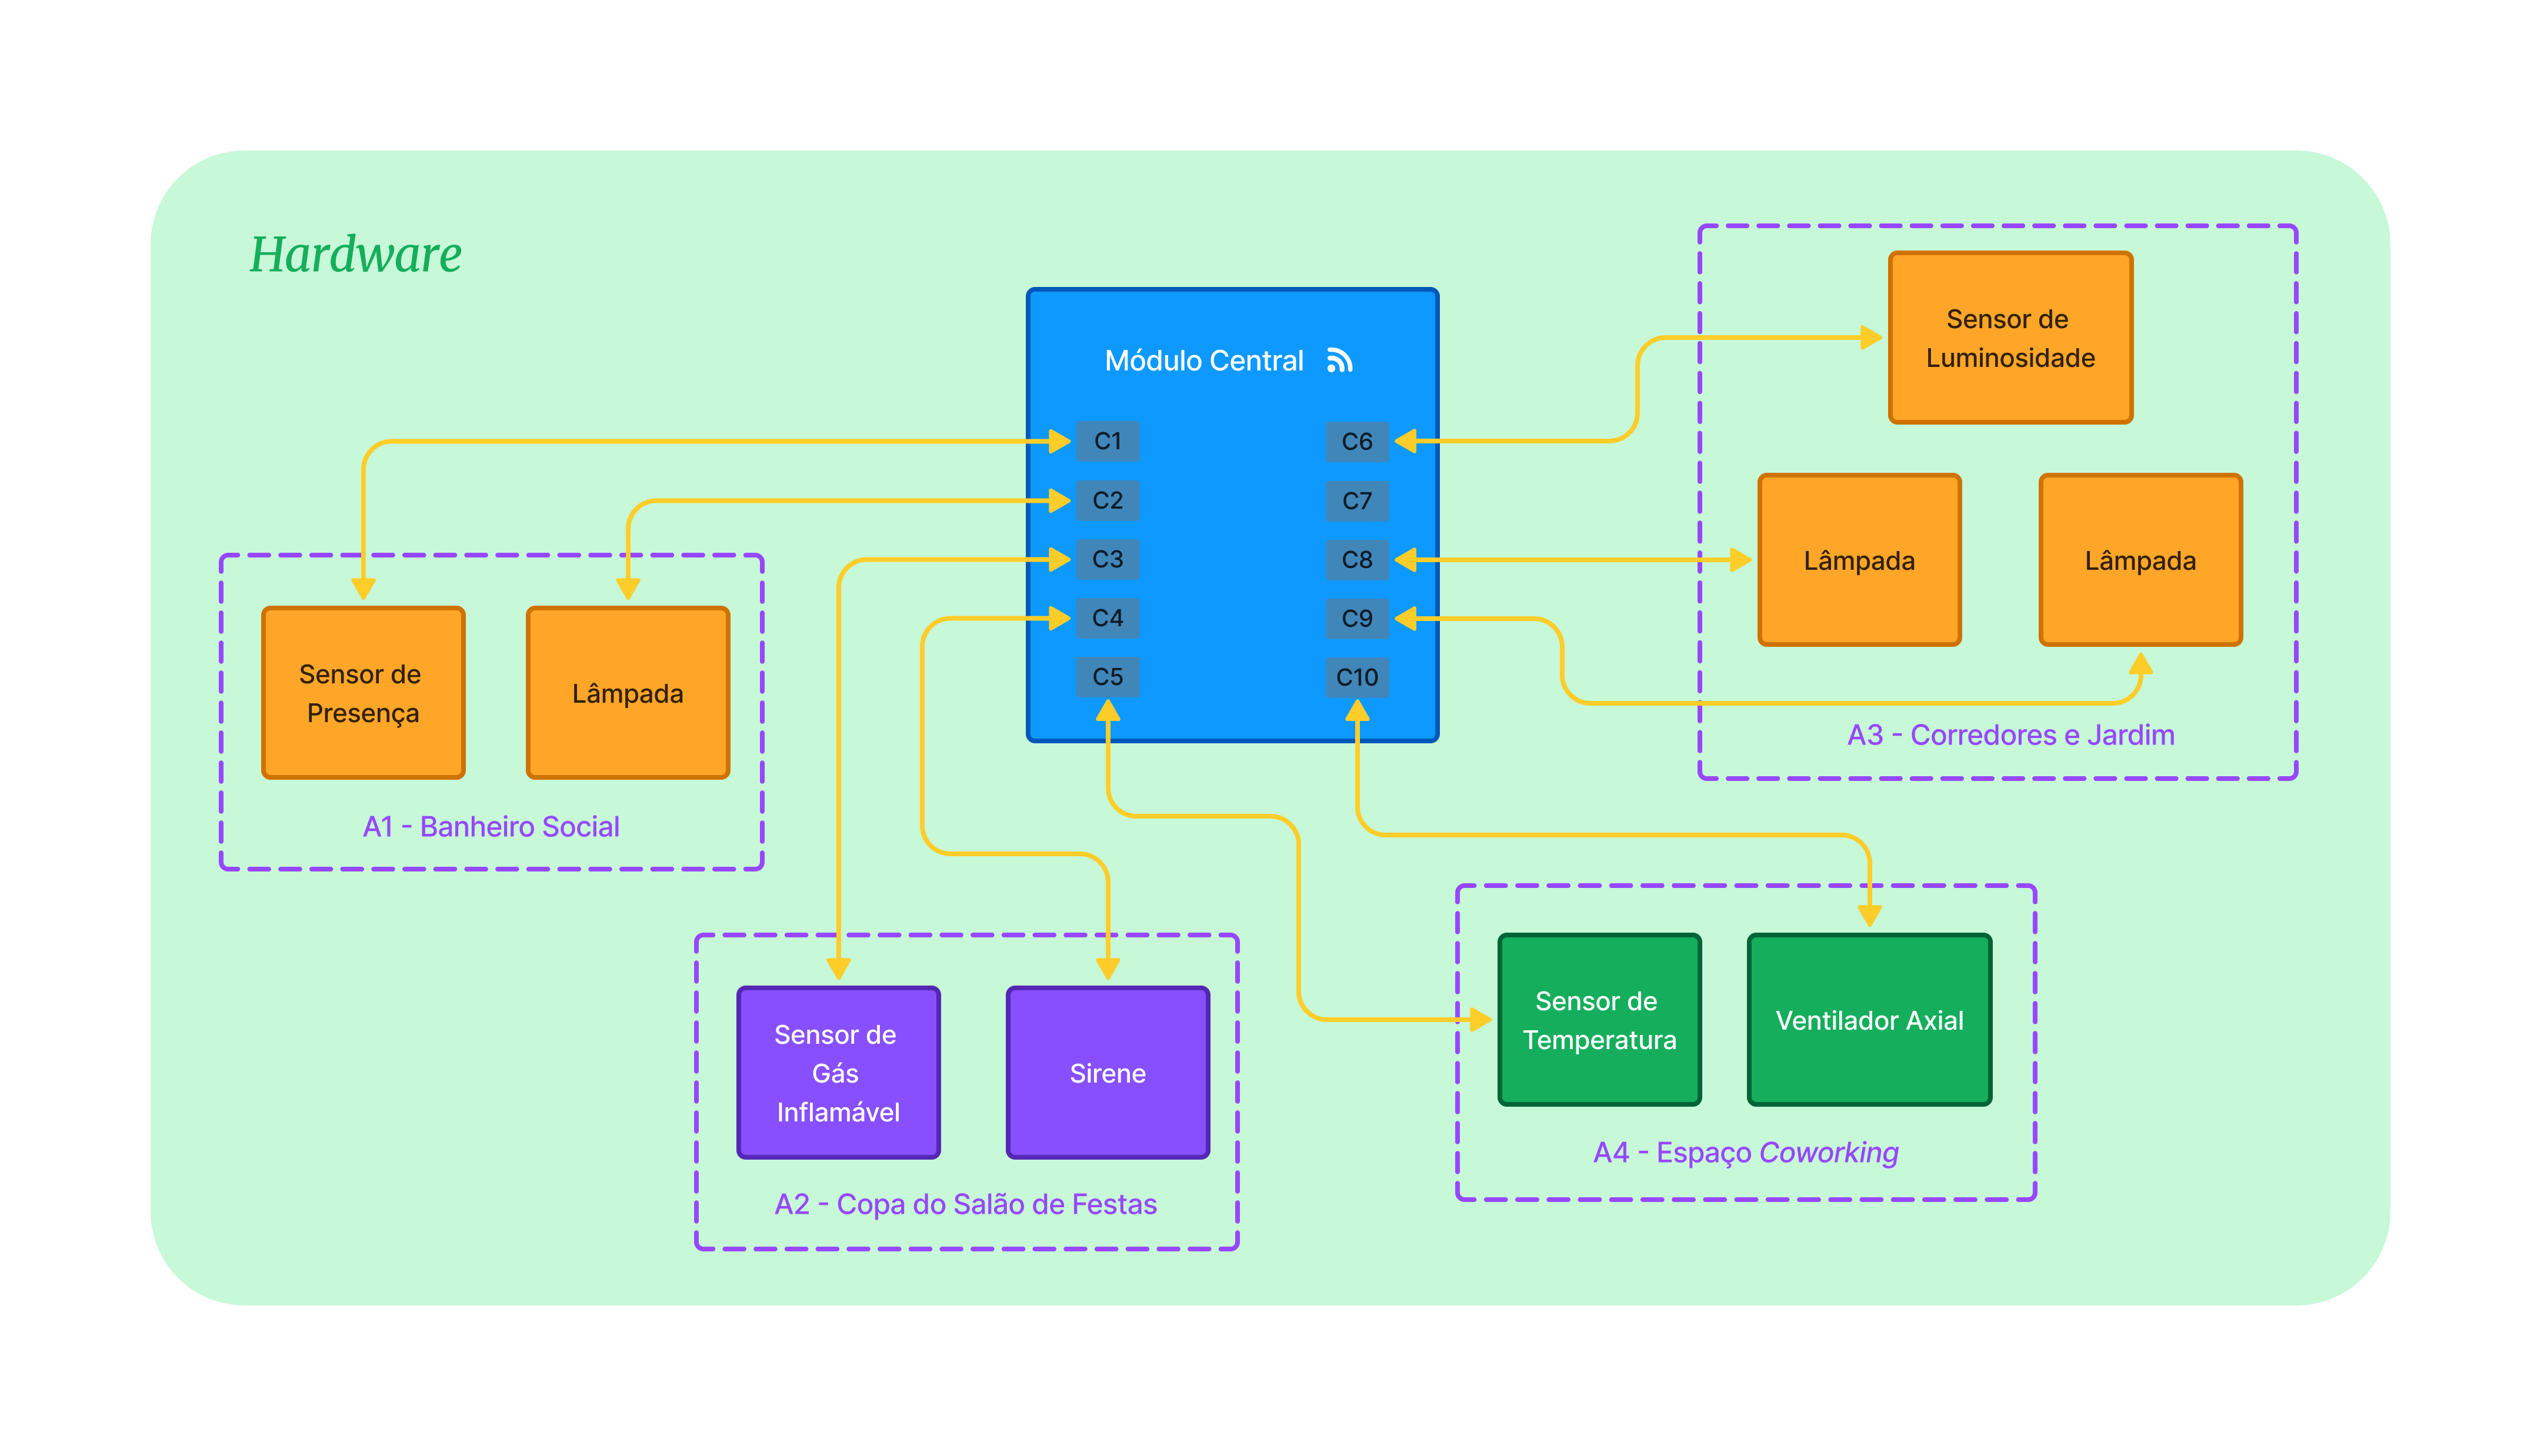 Hardware
Módulo Central
C1
C2
C3
C4
C5
C6
C7
C8
C9
C10
Sensor de
Presença
Lâmpada
A1 - Banheiro Social
Sensor de
Gás
Inflamável
Sirene
A2 - Copa do Salão de Festas
Sensor de
Luminosidade
Lâmpada
Lâmpada
A3 - Corredores e Jardim
Sensor de
Temperatura
Ventilador Axial
A4 - Espaço Coworking